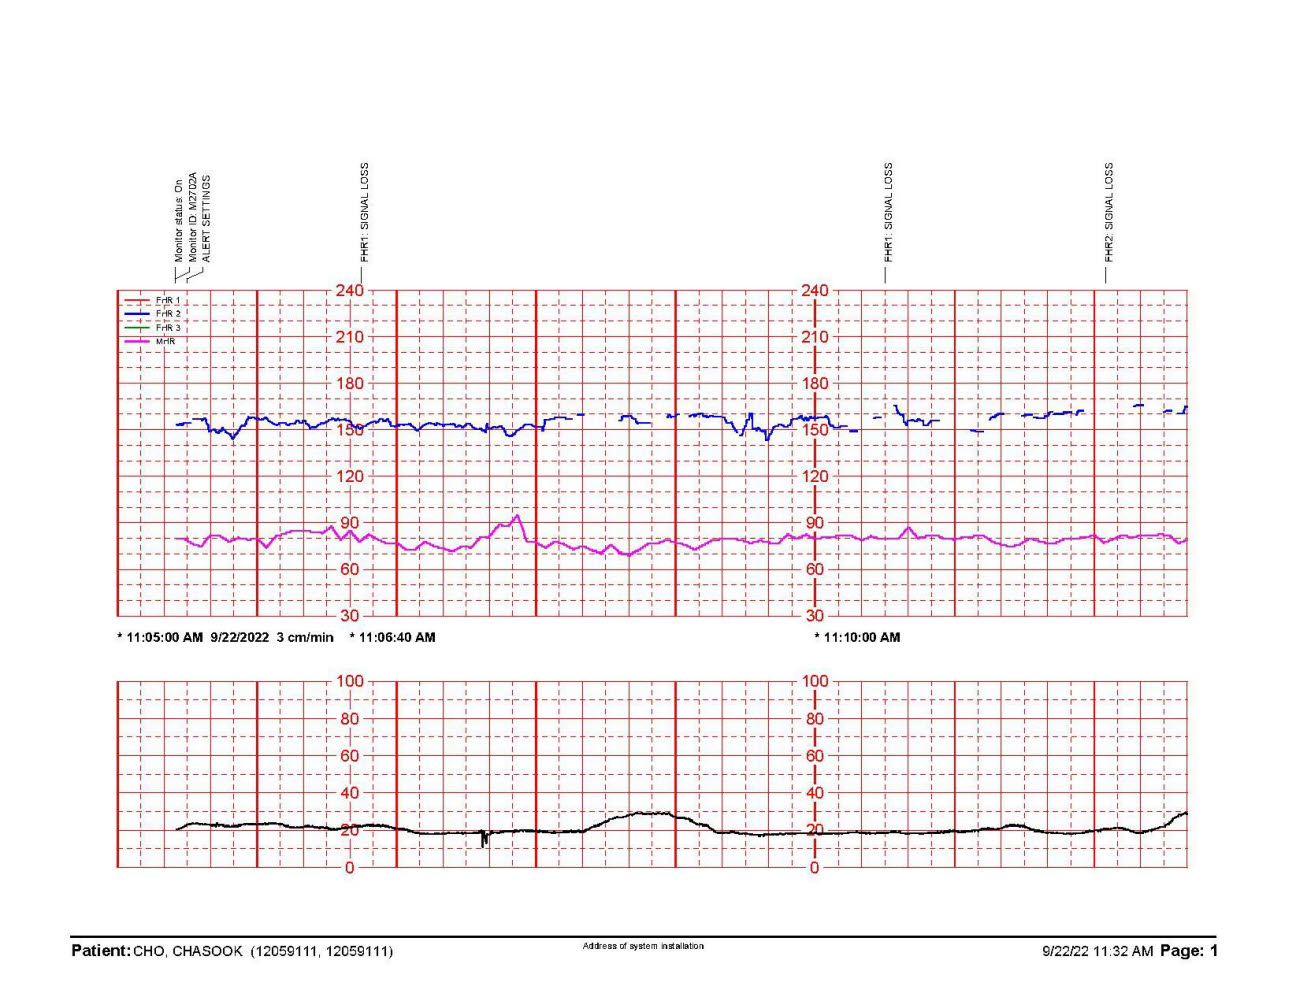 Monitor status: On
Monitor ID: M2702A
ALERT SETTINGS
FHR1: SIGNAL LOSS
FHR1: SIGNAL LOSS
FHR2: SIGNAL LOSS
240 240
FHR 1
FHR 2
FHR 3
MHR
210 210
180 180
150 150
120 120
90 90
60 60
30 30
* 11:05:00 AM 9/22/2022 3 cm/min * 11:06:40 AM * 11:10:00 AM
100 100
80 80
60 60
40 40
20 20
0 0
Patient: CHO, CHASOOK (12059111, 12059111) Address of system installation 9/22/22 11:32 AM Page: 1